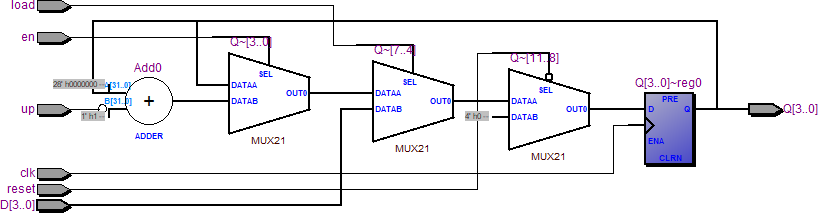 load
en
Q~[3..0]
Q~[7..4]
Q~[11..8]
Add0
SEL
SEL
SEL
Q[3..0]~reg0
28' h0000000 --
A[31..0]
DATAA
OUT0
DATAA
OUT0
DATAA
OUT0
PRE
D
Q
up
B[31..0]
+
DATAB
DATAB
4' h0 --
DATAB
Q[3..0]
1' h1 --
ADDER
MUX21
MUX21
MUX21
ENA
CLRN
clk
reset
D[3..0]